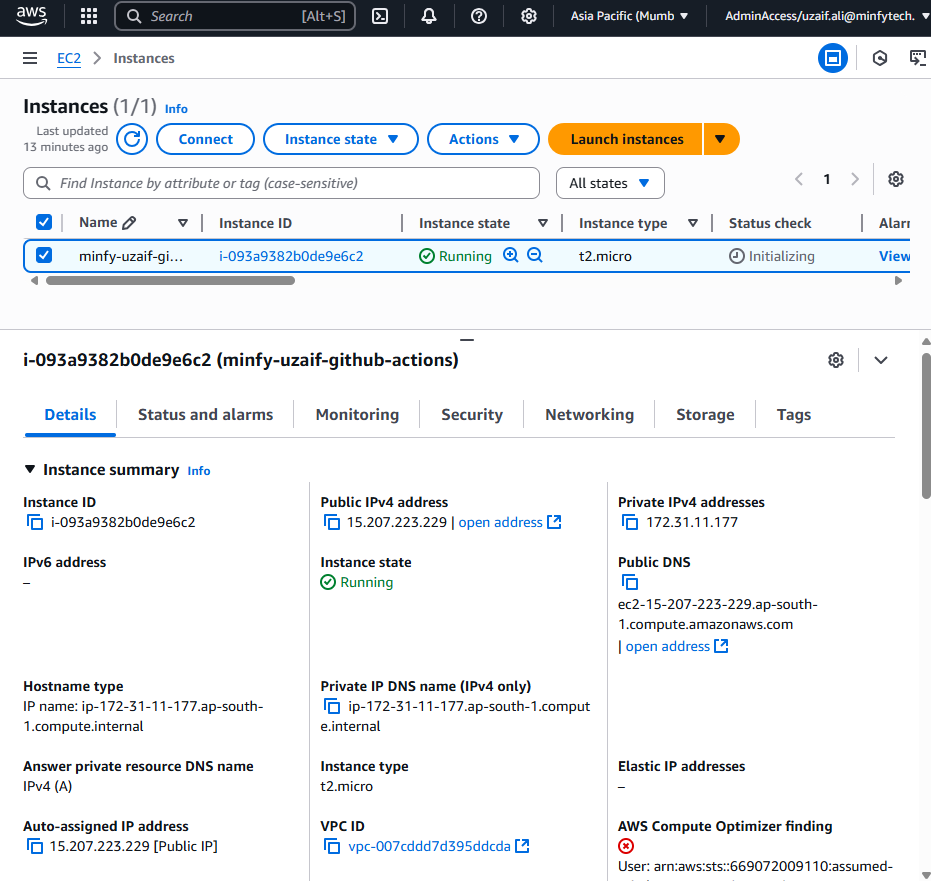 aws
Search [Alt+S] Asia Pacific (Mumb AdminAccess/uzaif.ali@minfytech.
EC2 Instances
Instances (1/1) Info
Last updated
13 minutes ago
Connect Instance state Actions Launch instances
Find Instance by attribute or tag (case-sensitive) All states 1
Name Instance ID Instance state Instance type Status check Alarr
minfy-uzaif-gi... i-093a9382b0de9e6c2 Running t2.micro Initializing View
i-093a9382b0de9e6c2 (minfy-uzaif-github-actions)
Details Status and alarms Monitoring Security Networking Storage Tags
Instance summary Info
Instance ID
i-093a9382b0de9e6c2
Public IPv4 address
15.207.223.229 | open address
Private IPv4 addresses
172.31.11.177
IPv6 address
–
Instance state
Running
Public DNS
ec2-15-207-223-229.ap-south-
1.compute.amazonaws.com
| open address
Hostname type
IP name: ip-172-31-11-177.ap-south-
1.compute.internal
Private IP DNS name (IPv4 only)
ip-172-31-11-177.ap-south-1.comput
e.internal
Answer private resource DNS name
IPv4 (A)
Instance type
t2.micro
Elastic IP addresses
–
Auto-assigned IP address
15.207.223.229 [Public IP]
VPC ID
vpc-007cddd7d395ddcda
AWS Compute Optimizer finding
User: arn:aws:sts::669072009110:assumed-